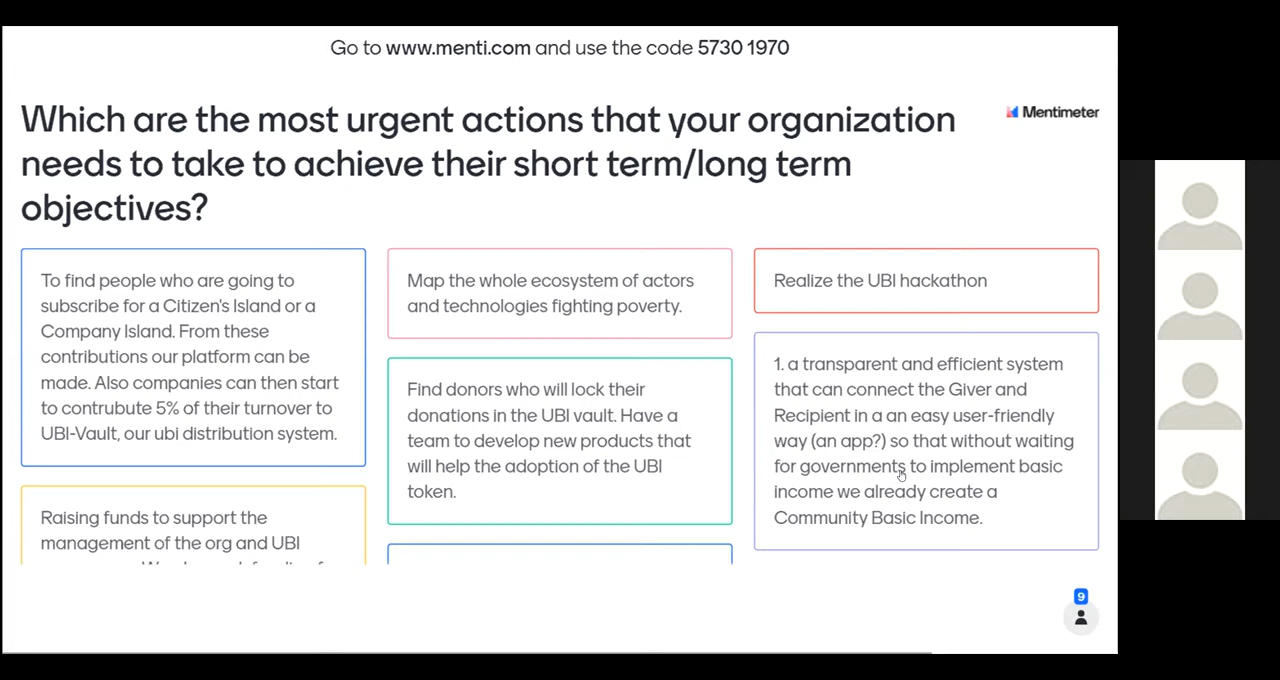 Go to www.menti.com and use the code 5730 1970
Which are the most urgent actions that your organization
needs to take to achieve their short term/long term
objectives?
Mentimeter
To find people who are going to
subscribe for a Citizen's Island or a
Company Island. From these
contributions our platform can be
made. Also companies can then start
to contrubute 5% of their turnover to
UBI-Vault, our ubi distribution system.
Raising funds to support the
management of the org and UBI
Map the whole ecosystem of actors
and technologies fighting poverty.
Find donors who will lock their
donations in the UBI vault. Have a
team to develop new products that
will help the adoption of the UBI
token.
Realize the UBI hackathon
1. a transparent and efficient system
that can connect the Giver and
Recipient in a an easy user-friendly
way (an app?) so that without waiting
for governments to implement basic
income we already create a
Community Basic Income.
9